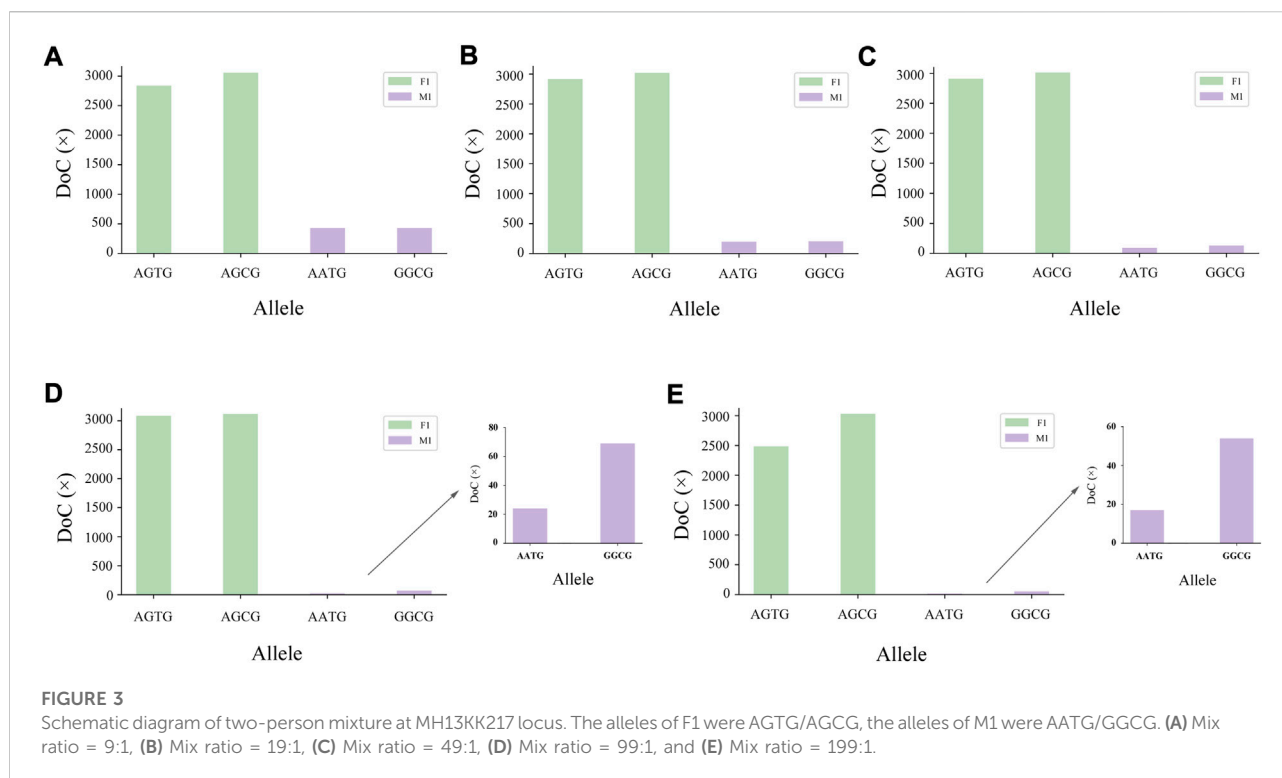 A
3000
2500
2000
1500
1000
500
0
DoC (×)
F1
M1
AGTG AGCG AATG GGCG
Allele
B
3000
2500
2000
1500
1000
500
0
DoC (×)
F1
M1
AGTG AGCG AATG GGCG
Allele
C
3000
2500
2000
1500
1000
500
0
DoC (×)
F1
M1
AGTG AGCG AATG GGCG
Allele
D
3000
2500
2000
1500
1000
500
0
DoC (×)
F1
M1
AGTG AGCG AATG GGCG
Allele
80
60
40
20
0
DoC (×)
AATG GGCG
Allele
E
3000
2500
2000
1500
1000
500
0
DoC (×)
F1
M1
AGTG AGCG AATG GGCG
Allele
60
40
20
0
DoC (×)
AATG GGCG
Allele
FIGURE 3
Schematic diagram of two-person mixture at MH13KK217 locus. The alleles of F1 were AGTG/AGCG, the alleles of M1 were AATG/GGCG. (A) Mix
ratio = 9:1, (B) Mix ratio = 19:1, (C) Mix ratio = 49:1, (D) Mix ratio = 99:1, and (E) Mix ratio = 199:1.